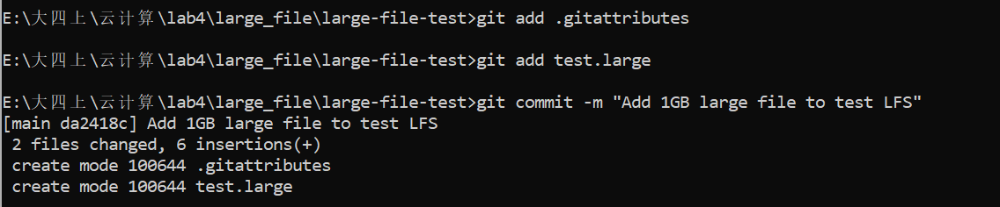 E:\大四上\云计算\lab4\large_file\large-file-test>git add .gitattributes
E:\大四上\云计算\lab4\large_file\large-file-test>git add test.large
E:\大四上\云计算\lab4\large_file\large-file-test>git commit -m "Add 1GB large file to test LFS"
[main da2418c] Add 1GB large file to test LFS
 2 files changed, 6 insertions(+)
 create mode 100644 .gitattributes
 create mode 100644 test.large